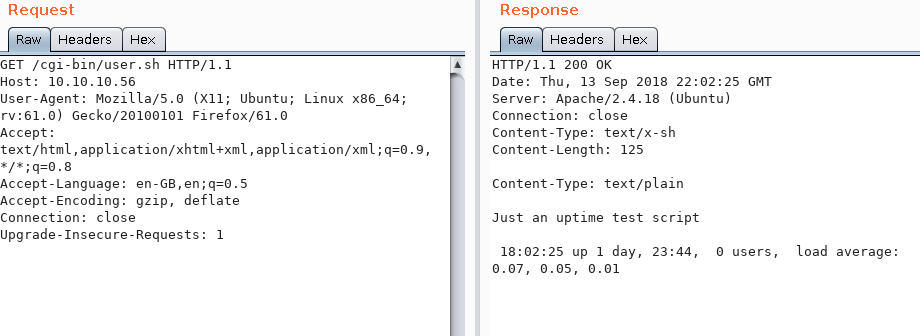 Request
Raw Headers Hex
GET /cgi-bin/user.sh HTTP/1.1
Host: 10.10.10.56
User-Agent: Mozilla/5.0 (X11; Ubuntu; Linux x86_64;
rv:61.0) Gecko/20100101 Firefox/61.0
Accept:
text/html,application/xhtml+xml,application/xml;q=0.9,
*/*;q=0.8
Accept-Language: en-GB,en;q=0.5
Accept-Encoding: gzip, deflate
Connection: close
Upgrade-Insecure-Requests: 1
Response
Raw Headers Hex
HTTP/1.1 200 OK
Date: Thu, 13 Sep 2018 22:02:25 GMT
Server: Apache/2.4.18 (Ubuntu)
Connection: close
Content-Type: text/x-sh
Content-Length: 125
Content-Type: text/plain
Just an uptime test script
18:02:25 up 1 day, 23:44,  0 users,  load average:
0.07, 0.05, 0.01